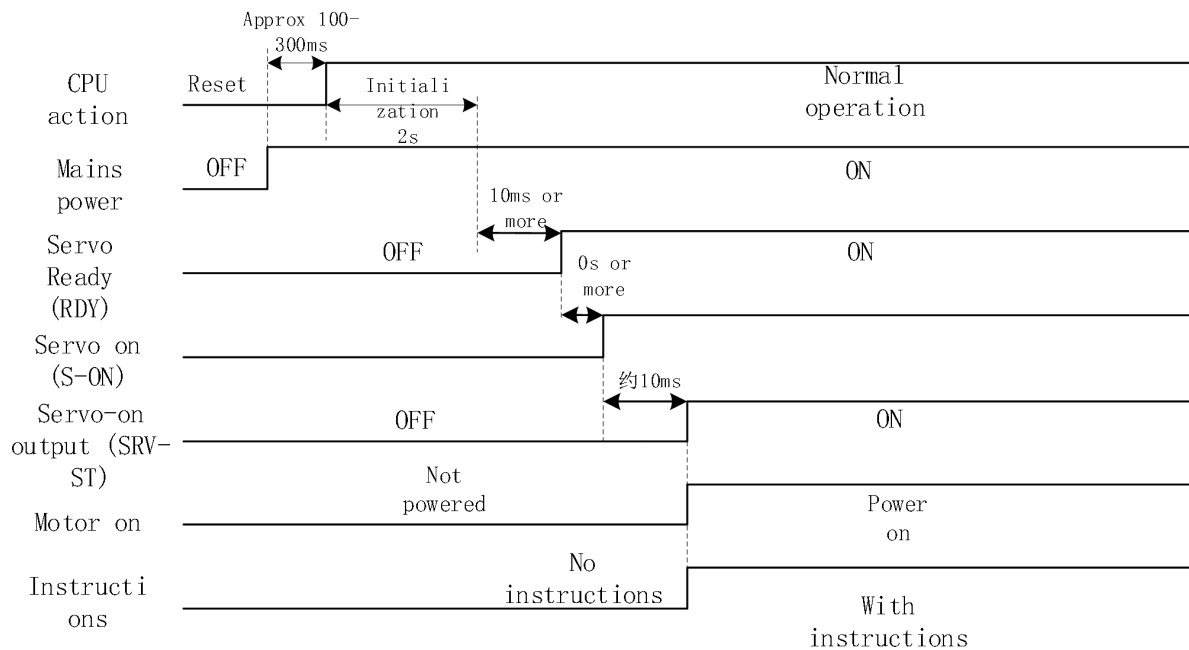 Approx 100-
300ms
CPU
action
Reset
Initiali
zation
2s
Normal
operation
Mains
power
OFF
ON
10ms or
more
Servo
Ready
(RDY)
OFF
ON
0s or
more
Servo on
(S-ON)
约10ms
Servo-on
output (SRV-
ST)
OFF
ON
Not
powered
Motor on
Power
on
Instructi
ons
No
instructions
With
instructions